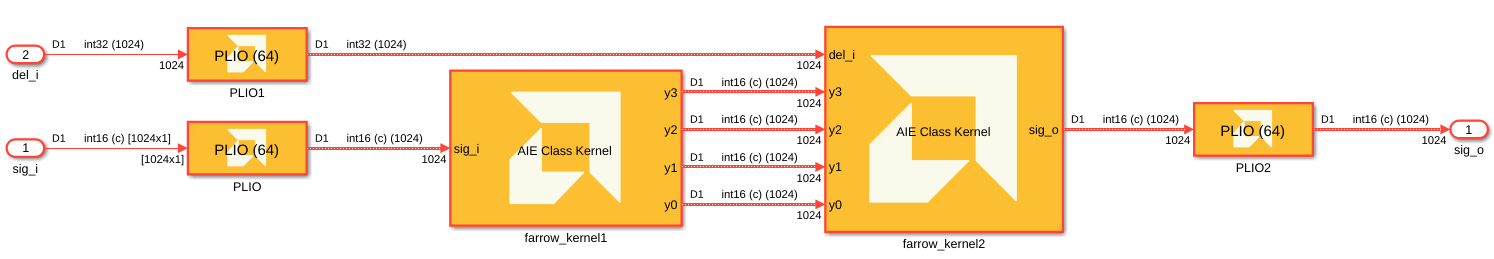 2
del_i
D1 int32 (1024)
1024
PLIO (64)
PLIO1
D1 int32 (1024)
1024
1
sig_i
D1 int16 (c) [1024x1]
[1024x1]
PLIO (64)
PLIO
D1 int16 (c) (1024)
1024
sig_i
AIE Class Kernel
y3
y2
y1
y0
farrow_kernel1
D1 int16 (c) (1024)
1024
D1 int16 (c) (1024)
1024
D1 int16 (c) (1024)
1024
D1 int16 (c) (1024)
1024
del_i
y3
y2
y1
y0
AIE Class Kernel
sig_o
farrow_kernel2
D1 int16 (c) (1024)
1024
PLIO (64)
PLIO2
D1 int16 (c) (1024)
1024
1
sig_o